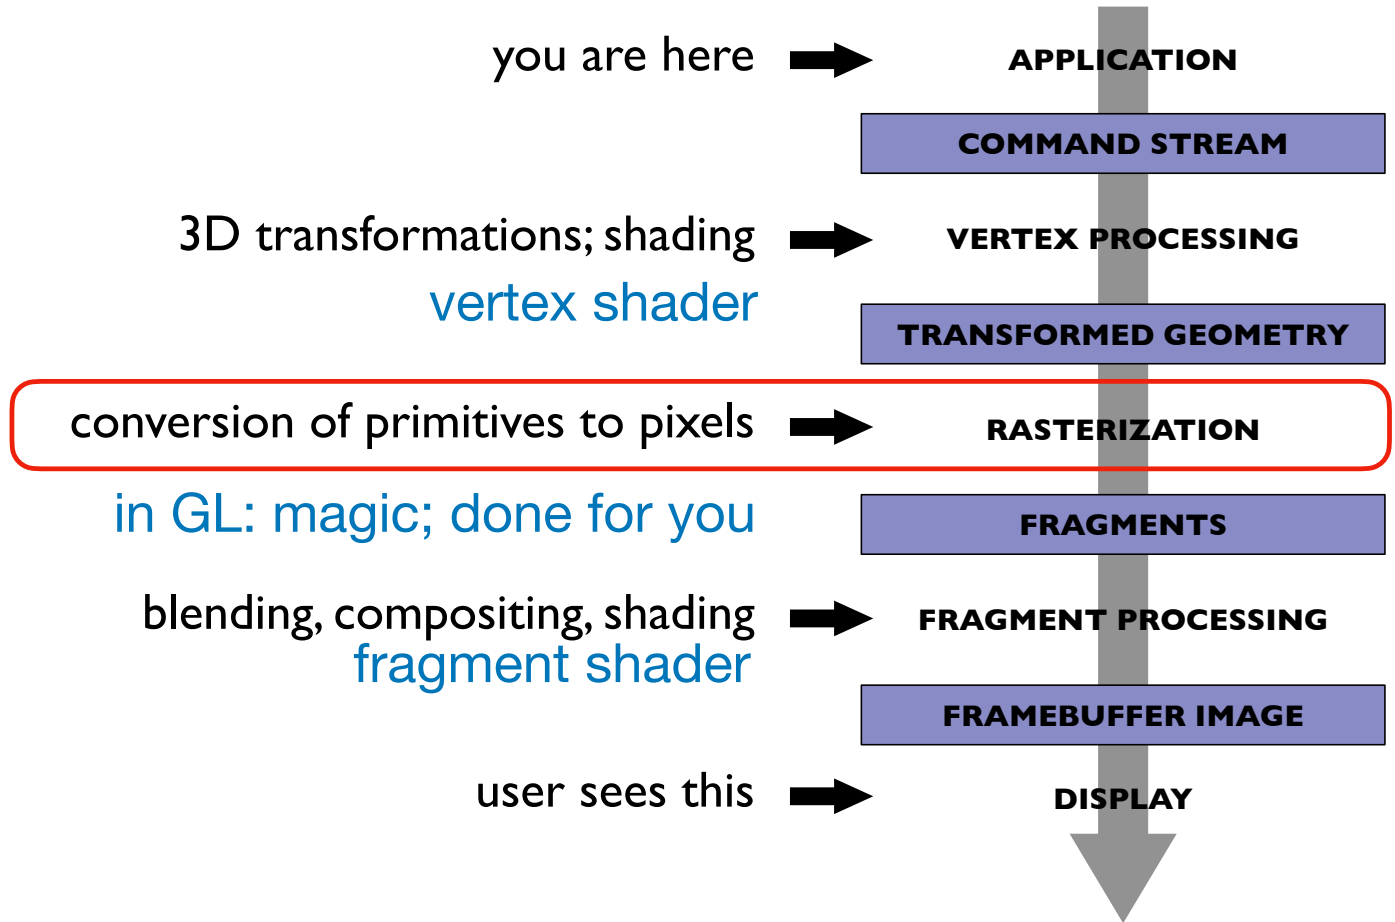 you are here APPLICATION
COMMAND STREAM
3D transformations; shading VERTEX PROCESSING
vertex shader
TRANSFORMED GEOMETRY
conversion of primitives to pixels RASTERIZATION
in GL: magic; done for you FRAGMENTS
blending, compositing, shading FRAGMENT PROCESSING
fragment shader
FRAMEBUFFER IMAGE
user sees this DISPLAY